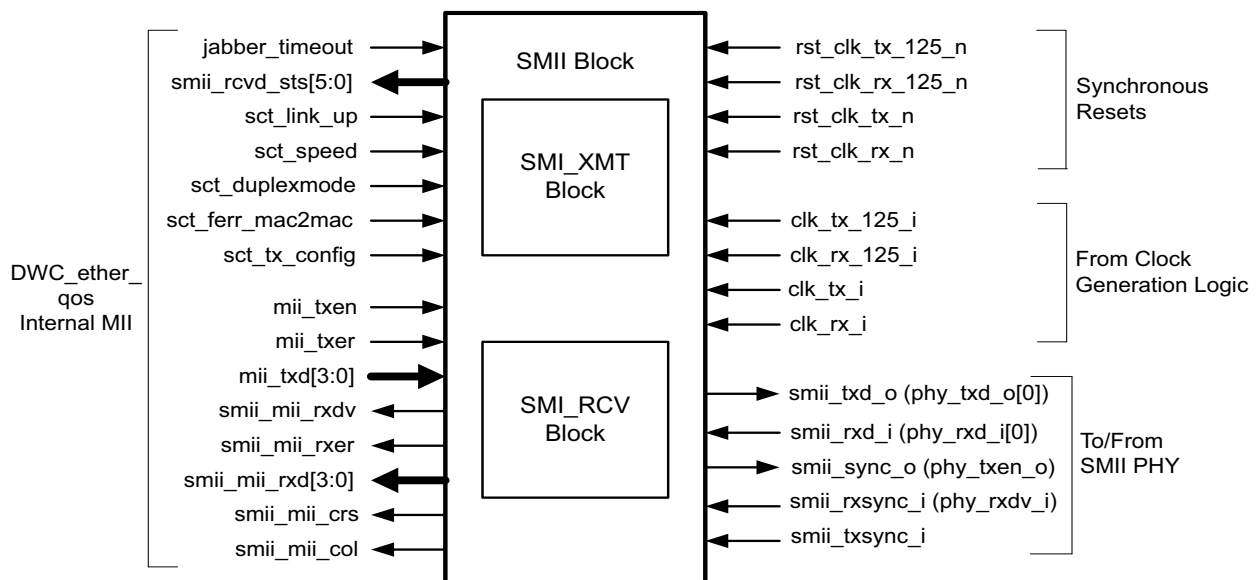 DWC_ether_
qos
Internal MII
jabber_timeout
smii_rcvd_sts[5:0]
sct_link_up
sct_speed
sct_duplexmode
sct_ferr_mac2mac
sct_tx_config
mii_txen
mii_txer
mii_txd[3:0]
smii_mii_rxdv
smii_mii_rxer
smii_mii_rxd[3:0]
smii_mii_crs
smii_mii_col
SMII Block
SMI_XMT
Block
SMI_RCV
Block
rst_clk_tx_125_n
rst_clk_rx_125_n
rst_clk_tx_n
rst_clk_rx_n
Synchronous
Resets
clk_tx_125_i
clk_rx_125_i
clk_tx_i
clk_rx_i
From Clock
Generation Logic
smii_txd_o (phy_txd_o[0])
smii_rxd_i (phy_rxd_i[0])
smii_sync_o (phy_txen_o)
smii_rxsync_i (phy_rxdv_i)
smii_txsync_i
To/From
SMII PHY